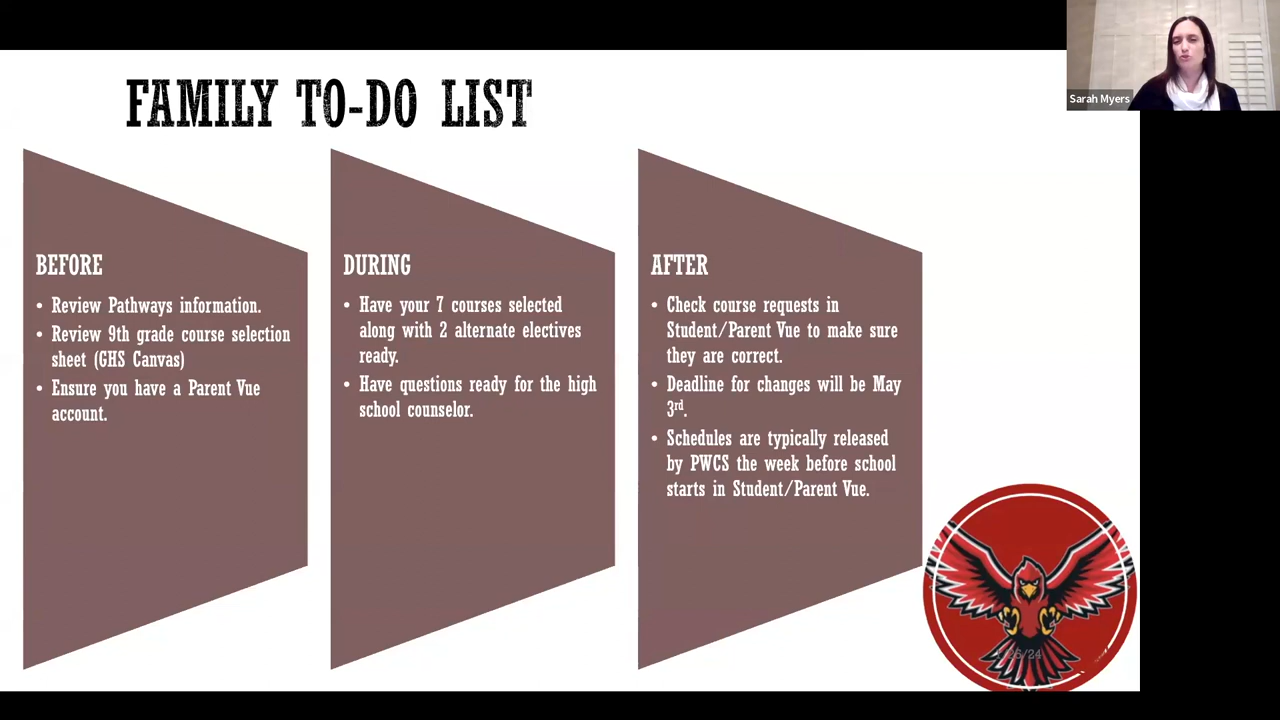 Sarah Myers
FAMILY TO-DO LIST
BEFORE
• Review Pathways information.
• Review 9th grade course selection
sheet (GHS Canvas)
• Ensure you have a Parent Vue
account.
DURING
• Have your 7 courses selected
along with 2 alternate electives
ready.
• Have questions ready for the high
school counselor.
AFTER
• Check course requests in
Student/Parent Vue to make sure
they are correct.
• Deadline for changes will be May
3rd.
• Schedules are typically released
by PWCS the week before school
starts in Student/Parent Vue.